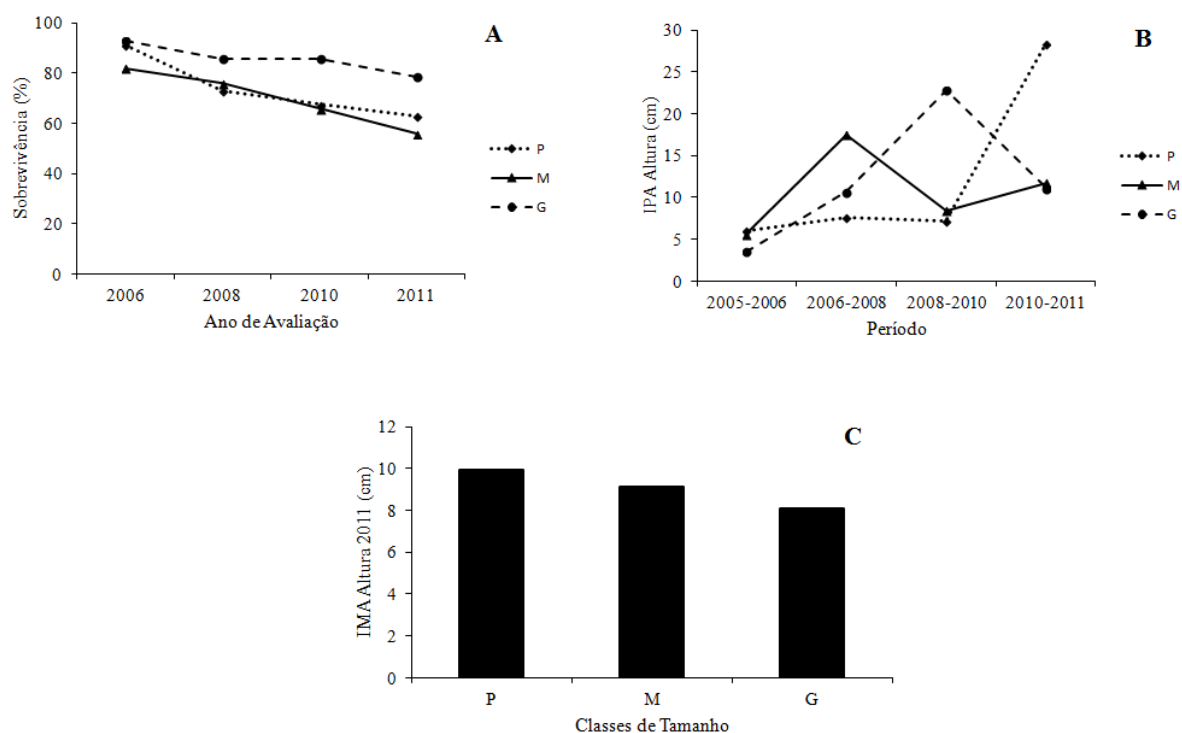 A
100
80
60
40
20
0
Sobrevivência (%)
2006 2008 2010 2011
Ano de Avaliação
P
M
G
B
30
25
20
15
10
5
0
IPA Altura (cm)
2005-2006 2006-2008 2008-2010 2010-2011
Período
P
M
G
C
12
10
8
6
4
2
0
IMA Altura 2011 (cm)
P M G
Classes de Tamanho